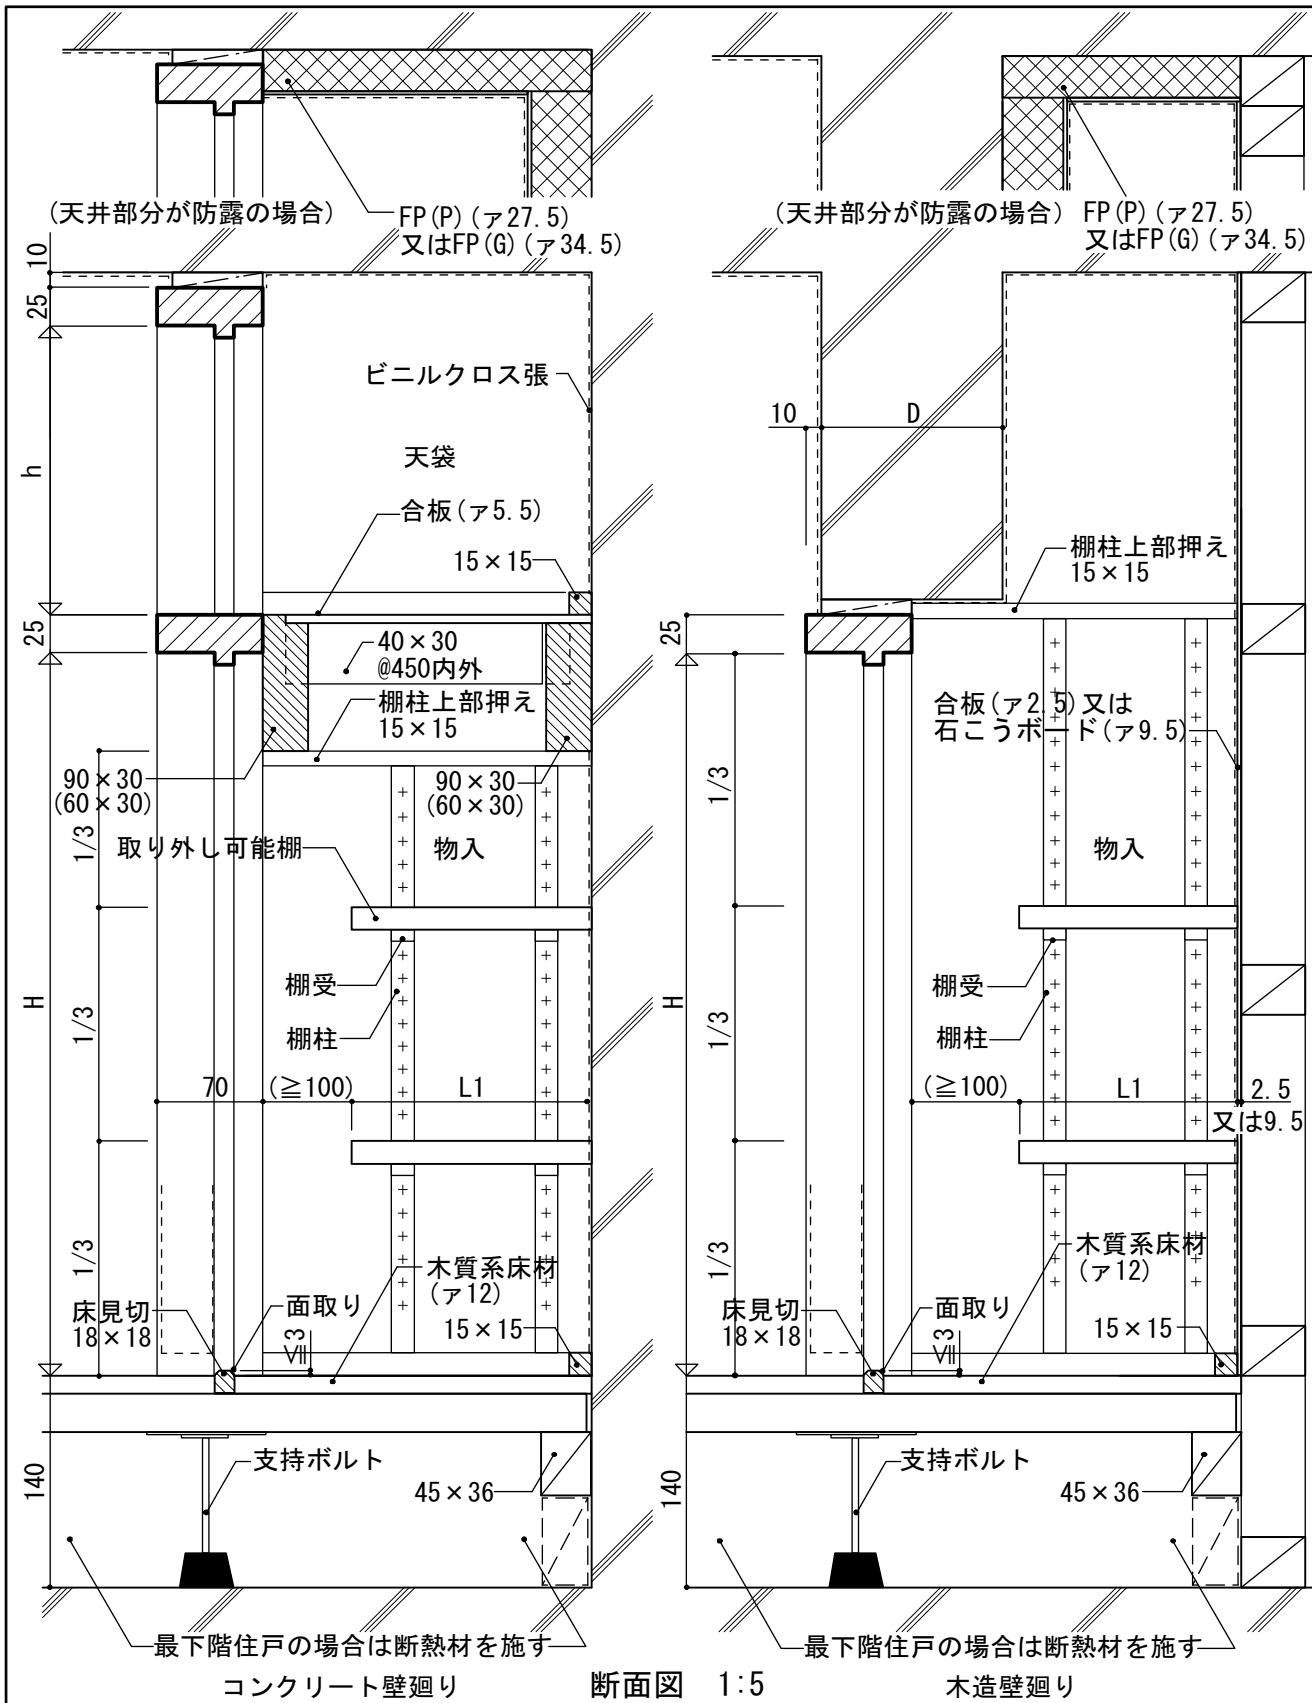 (天井部分が防露の場合)
FP(P)(ァ27.5)
又はFP(G)(ァ34.5)
10
25
h
25
H
140
ビニルクロス張
天袋
合板(ァ5.5)
15×15
40×30
@450内外
棚柱上部押え
15×15
90×30
(60×30)
90×30
(60×30)
1/3
取り外し可能棚
物入
棚受
棚柱
1/3
70
(≧100)
L1
1/3
木質系床材
(ァ12)
床見切
18×18
面取り
≦3
15×15
支持ボルト
45×36
最下階住戸の場合は断熱材を施す
コンクリート壁廻り
(天井部分が防露の場合)
FP(P)(ァ27.5)
又はFP(G)(ァ34.5)
10
D
棚柱上部押え
15×15
25
H
140
合板(ァ2.5)又は
石こうボード(ァ9.5)
1/3
物入
棚受
棚柱
1/3
(≧100)
L1
2.5
又は9.5
1/3
木質系床材
(ァ12)
床見切
18×18
面取り
≦3
15×15
支持ボルト
45×36
最下階住戸の場合は断熱材を施す
木造壁廻り
断面図 1:5